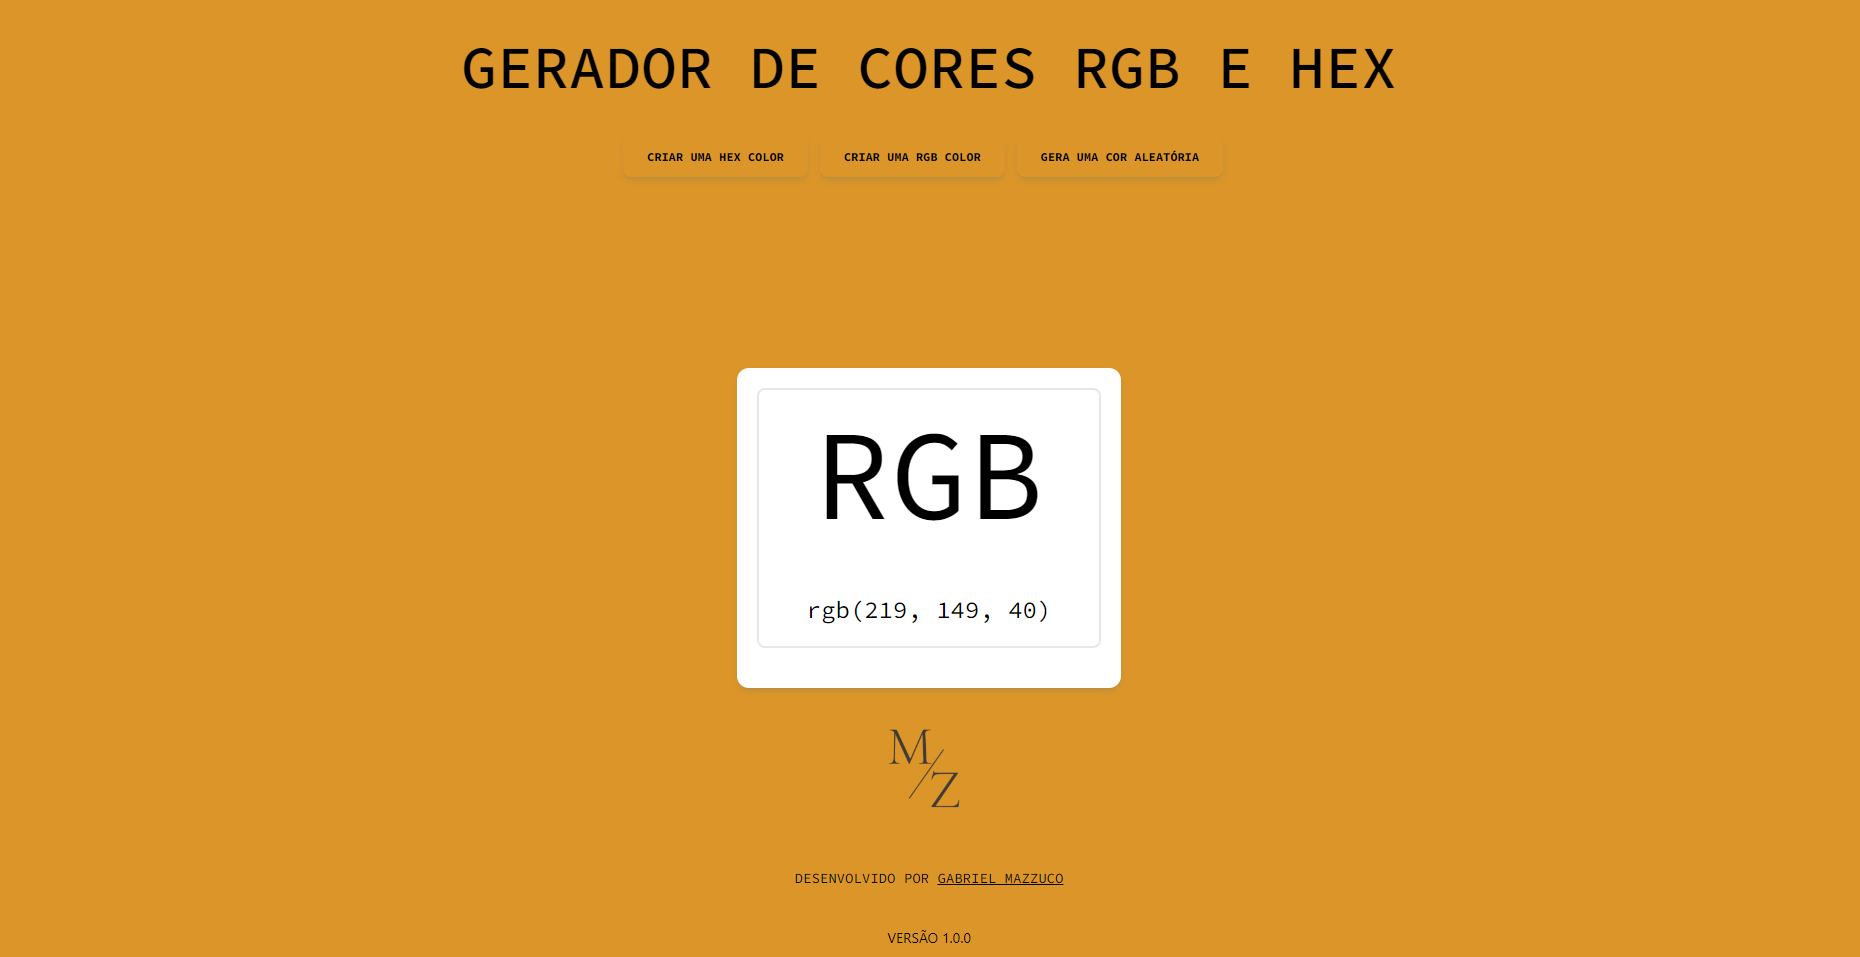 GERADOR DE CORES RGB E HEX
CRIAR UMA HEX COLOR
CRIAR UMA RGB COLOR
GERA UMA COR ALEATÓRIA
RGB
rgb(219, 149, 40)
M/Z
DESENVOLVIDO POR GABRIEL MAZZUCO
VERSÃO 1.0.0